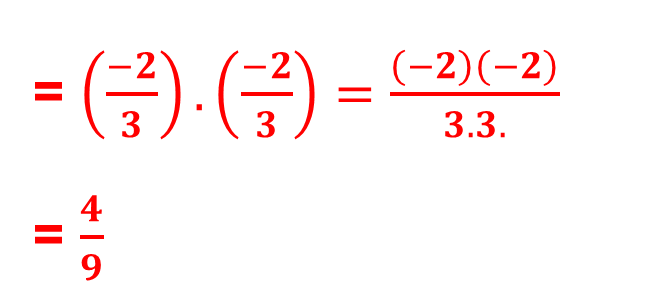 = (−2/3) . (−2/3) = (−2)(−2)/3.3.
= 4/9